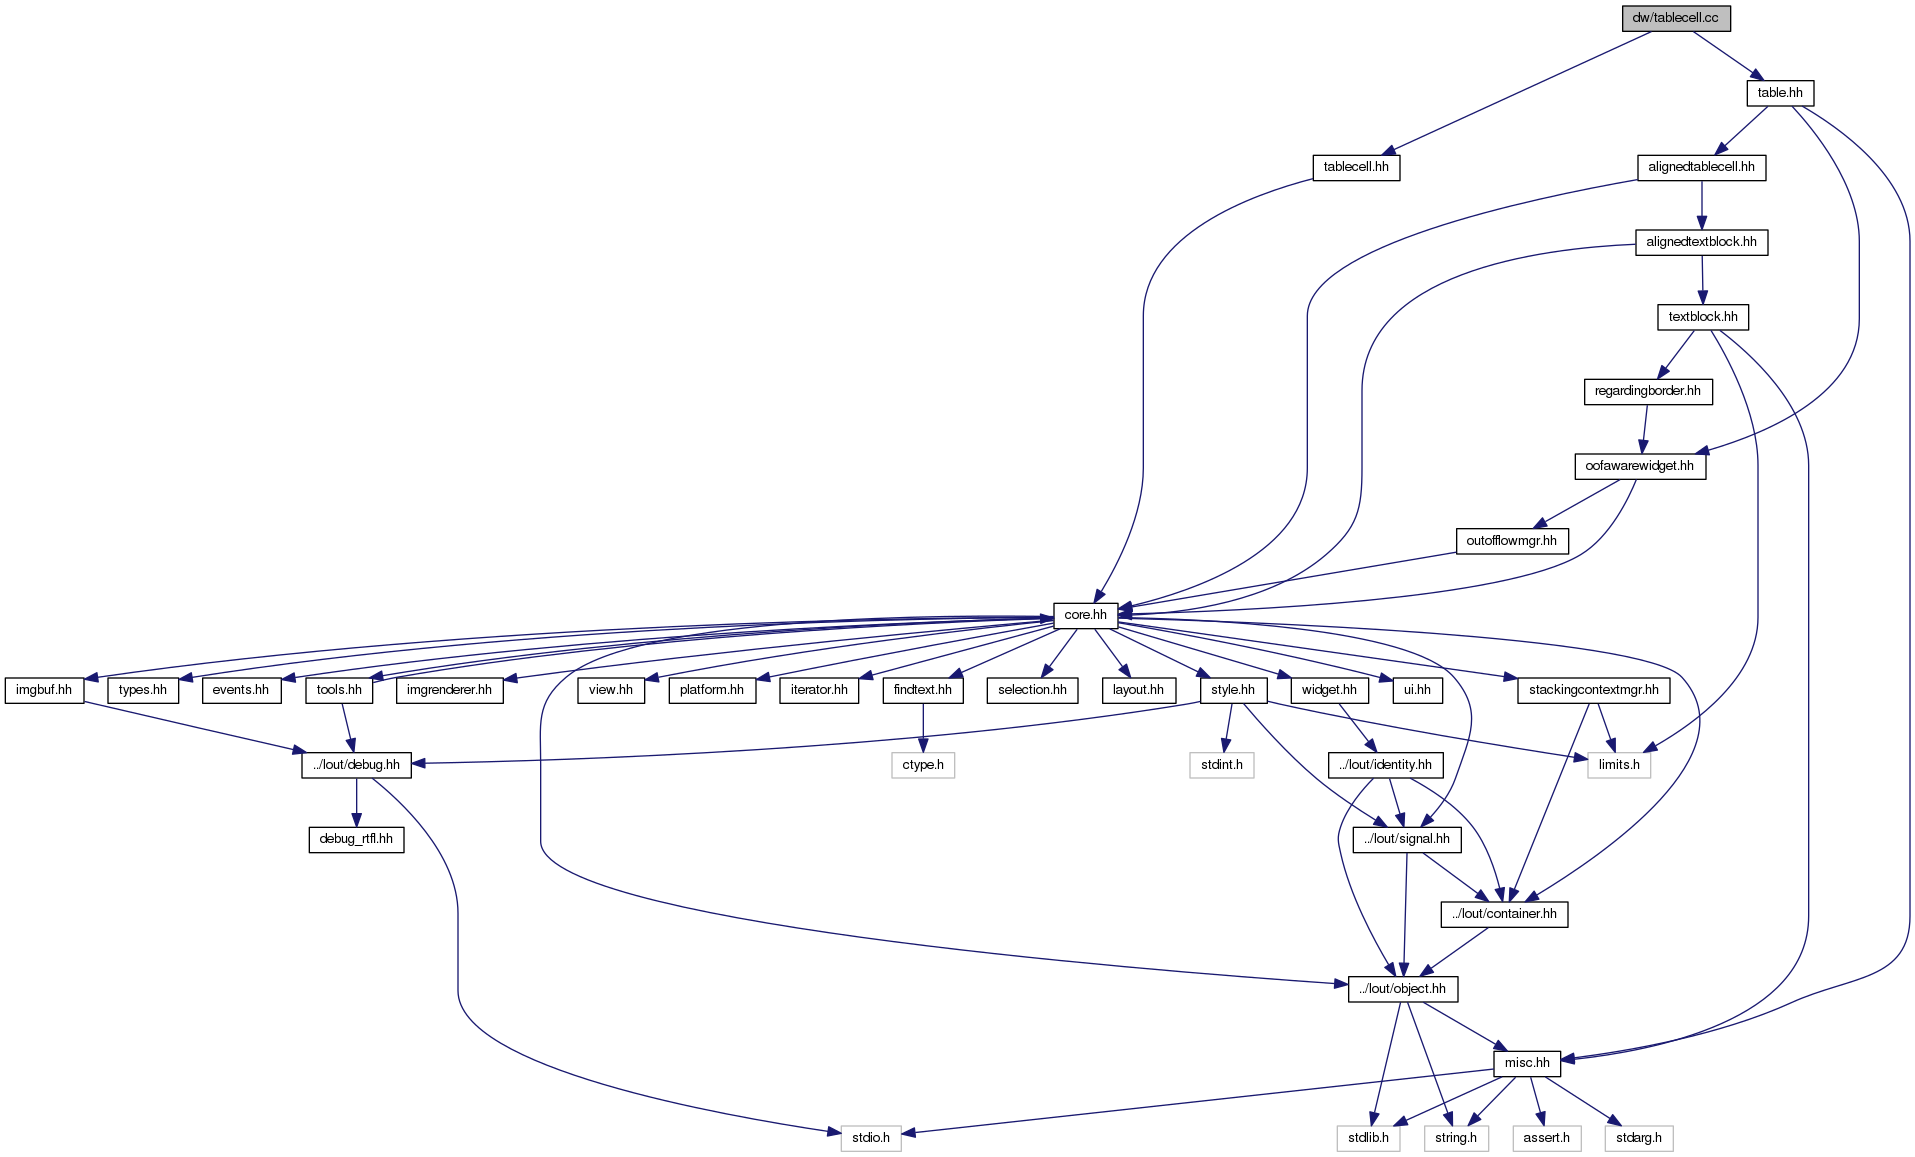 dw/tablecell.cc
table.hh
tablecell.hh
alignedtablecell.hh
alignedtextblock.hh
textblock.hh
regardingborder.hh
oofawarewidget.hh
outofflowmgr.hh
core.hh
imgbuf.hh
types.hh
events.hh
tools.hh
imgrenderer.hh
view.hh
platform.hh
iterator.hh
findtext.hh
selection.hh
layout.hh
style.hh
widget.hh
ui.hh
stackingcontextmgr.hh
../lout/debug.hh
ctype.h
stdint.h
../lout/identity.hh
limits.h
debug_rtfl.hh
../lout/signal.hh
../lout/container.hh
../lout/object.hh
misc.hh
stdio.h
stdlib.h
string.h
assert.h
stdarg.h